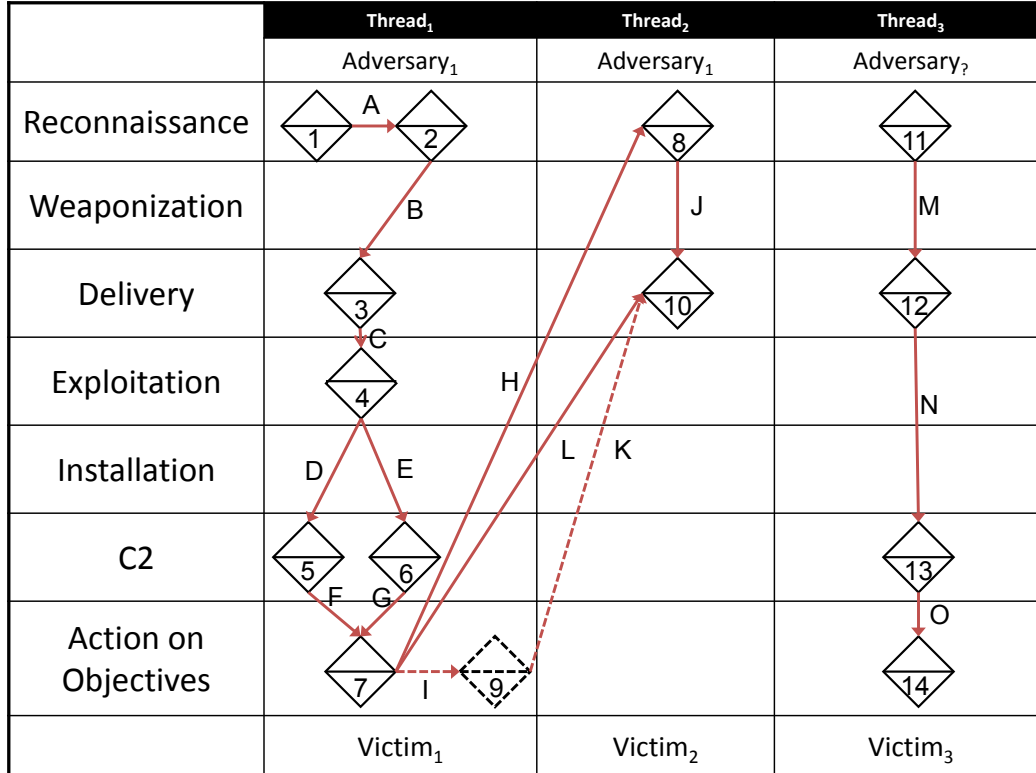 Thread₁ Thread₂ Thread₃
Adversary₁ Adversary₁ Adversary?
Reconnaissance 1 A 2 8 11
Weaponization B J M
Delivery 3 10 12
C
Exploitation 4 H N
Installation D E L K
C2 5 6 13
F G O
Action on
Objectives 7 I 9 14
Victim₁ Victim₂ Victim₃